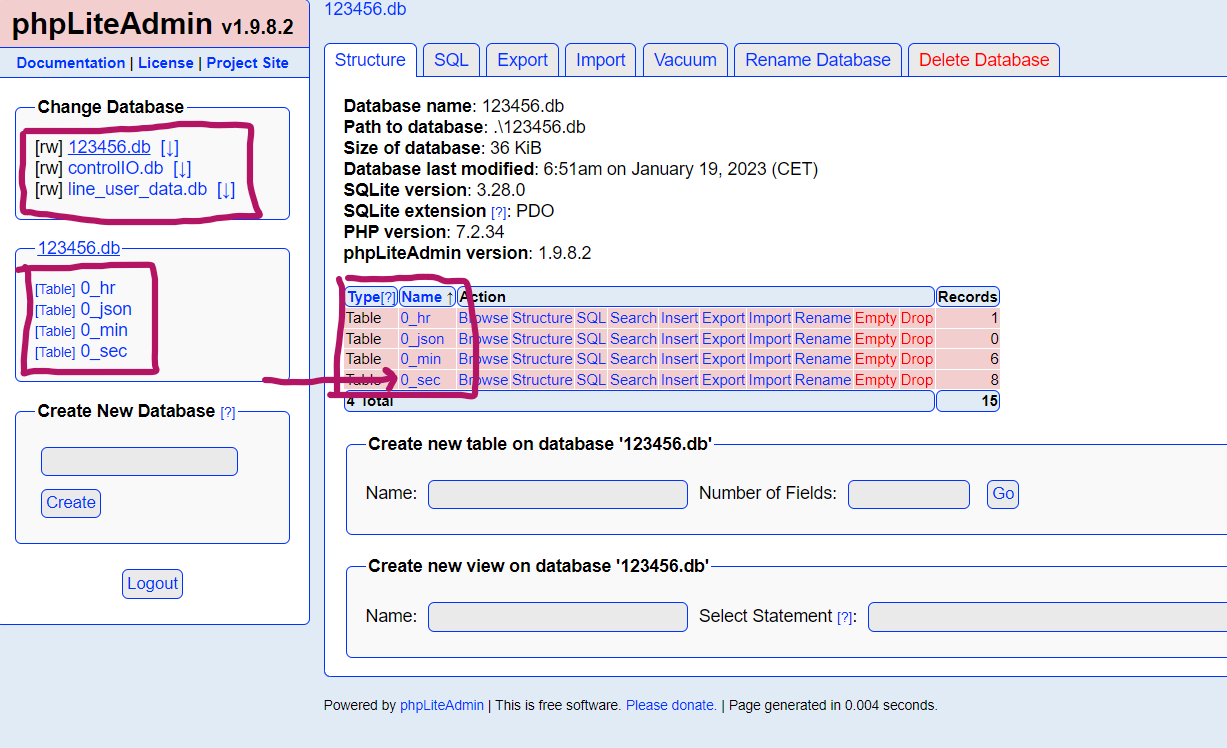 phpLiteAdmin v1.9.8.2
Documentation | License | Project Site
Change Database
[rw] 123456.db [↓]
[rw] controlIO.db [↓]
[rw] line_user_data.db [↓]
123456.db
[Table] 0_hr
[Table] 0_json
[Table] 0_min
[Table] 0_sec
Create New Database [?]
Create
Logout
123456.db
Structure SQL Export Import Vacuum Rename Database Delete Database
Database name: 123456.db
Path to database: .\123456.db
Size of database: 36 KiB
Database last modified: 6:51am on January 19, 2023 (CET)
SQLite version: 3.28.0
SQLite extension [?]: PDO
PHP version: 7.2.34
phpLiteAdmin version: 1.9.8.2
Type[?] Name ↑ Action Records
Table 0_hr Browse Structure SQL Search Insert Export Import Rename Empty Drop 1
Table 0_json Browse Structure SQL Search Insert Export Import Rename Empty Drop 0
Table 0_min Browse Structure SQL Search Insert Export Import Rename Empty Drop 6
Table 0_sec Browse Structure SQL Search Insert Export Import Rename Empty Drop 8
4 Total 15
Create new table on database '123456.db'
Name: Number of Fields: Go
Create new view on database '123456.db'
Name: Select Statement [?]:
Powered by phpLiteAdmin | This is free software. Please donate. | Page generated in 0.004 seconds.